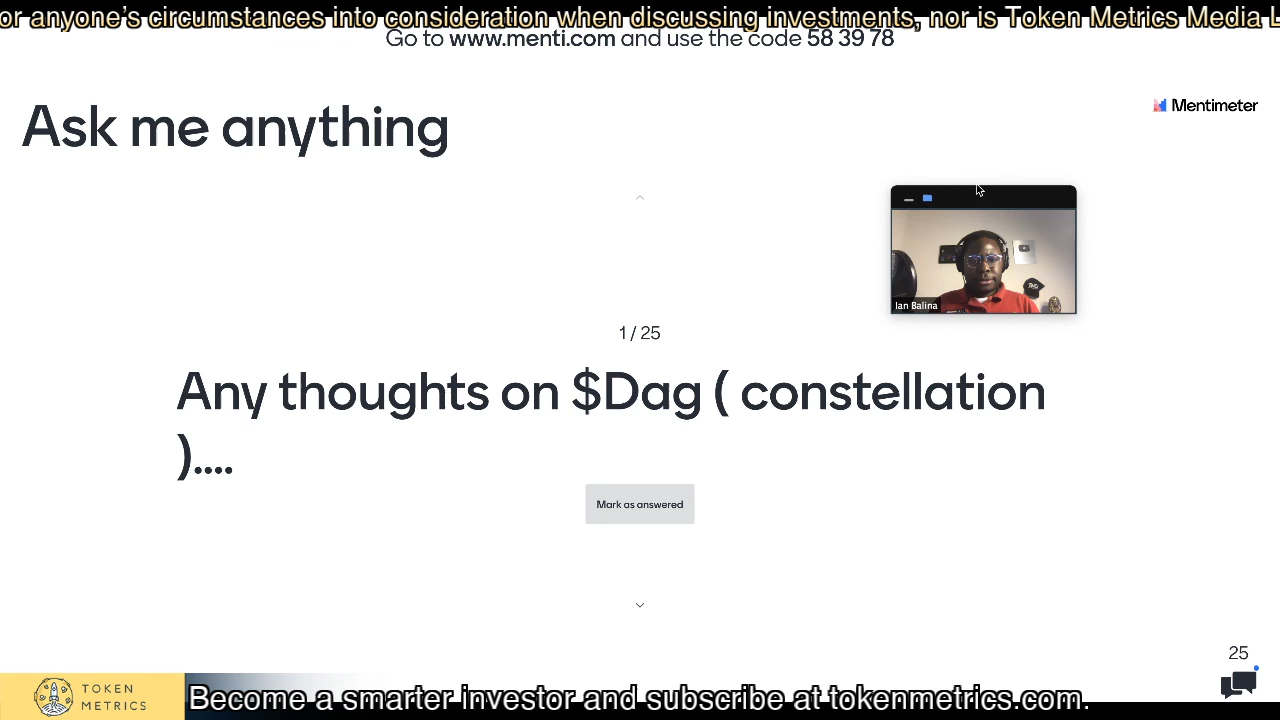 or anyone's circumstances into consideration when discussing investments, nor is Token Metrics Media L
Go to www.menti.com and use the code 58 39 78
Ask me anything
Mentimeter
Ian Balina
1 / 25
Any thoughts on $Dag ( constellation
)....
Mark as answered
25
TOKEN
METRICS
Become a smarter investor and subscribe at tokenmetrics.com.